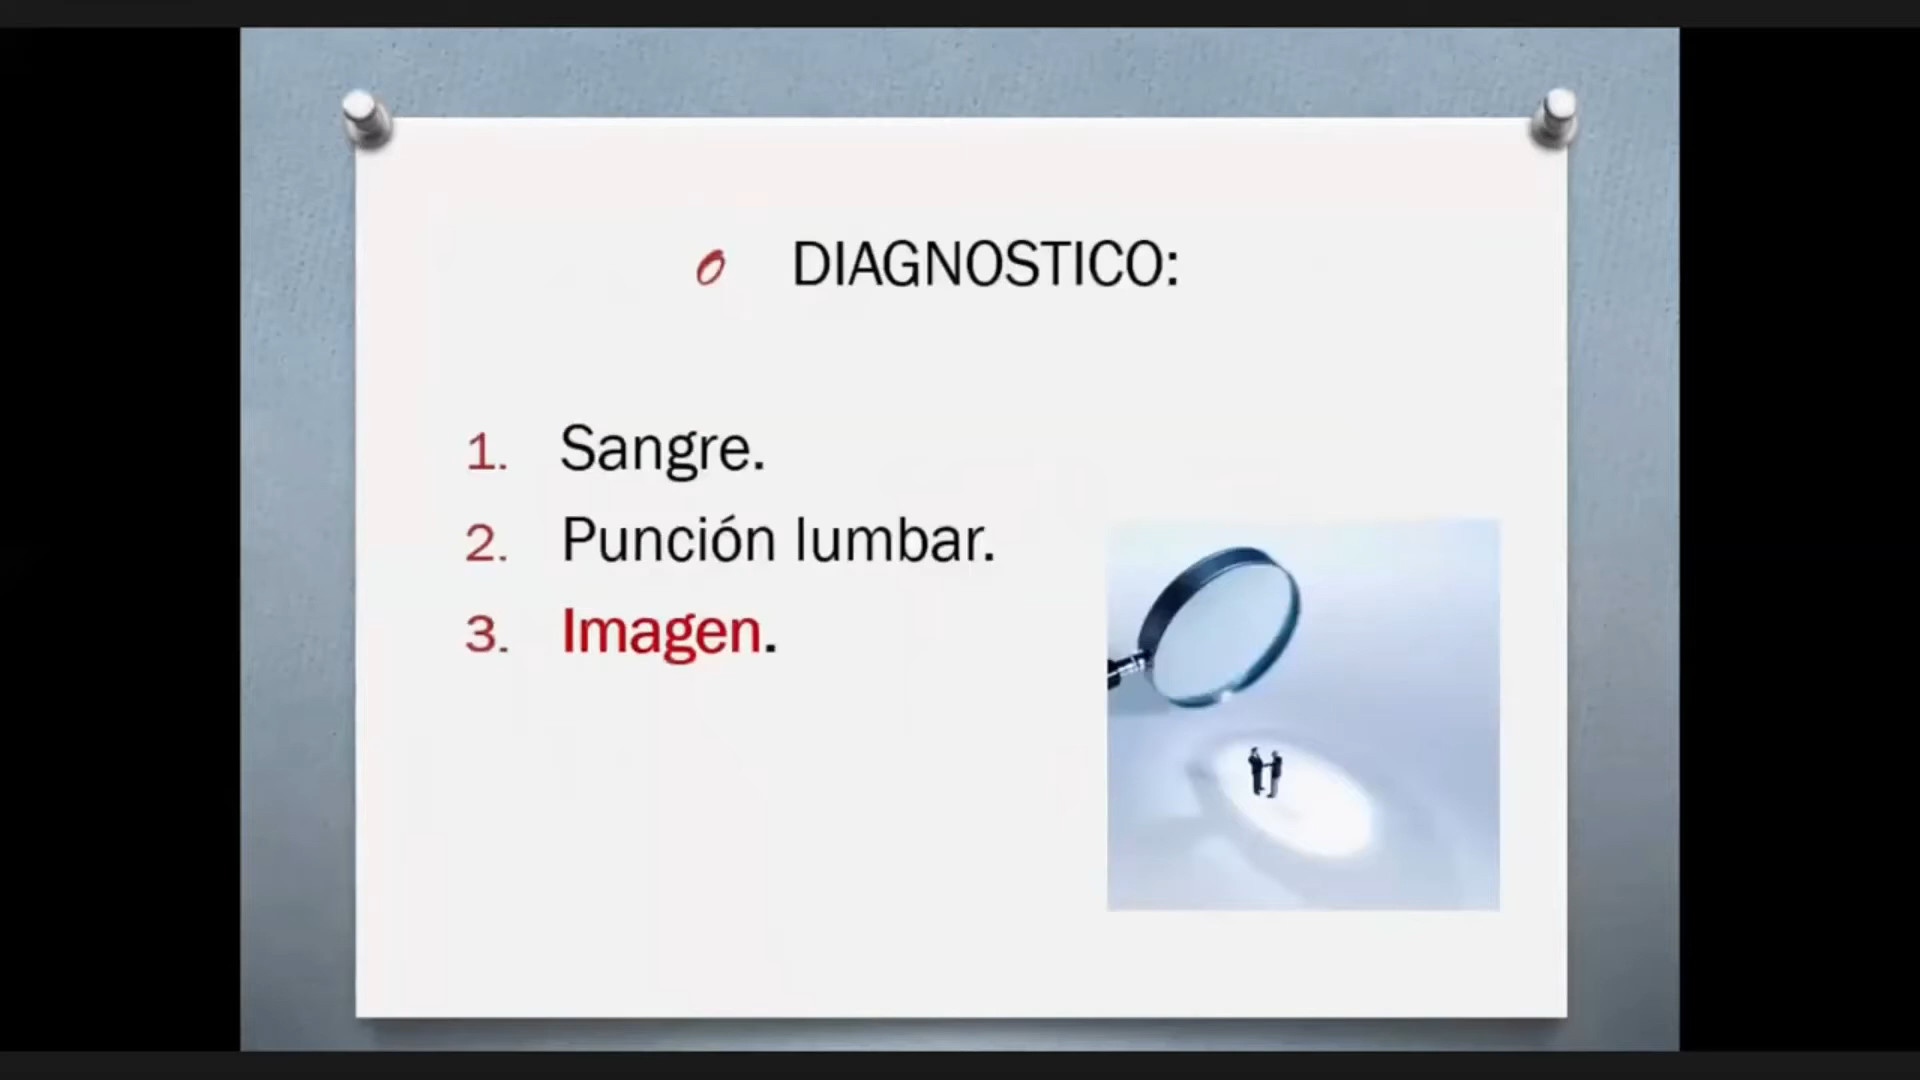 DIAGNOSTICO:
1. Sangre.
2. Punción lumbar.
3. Imagen.